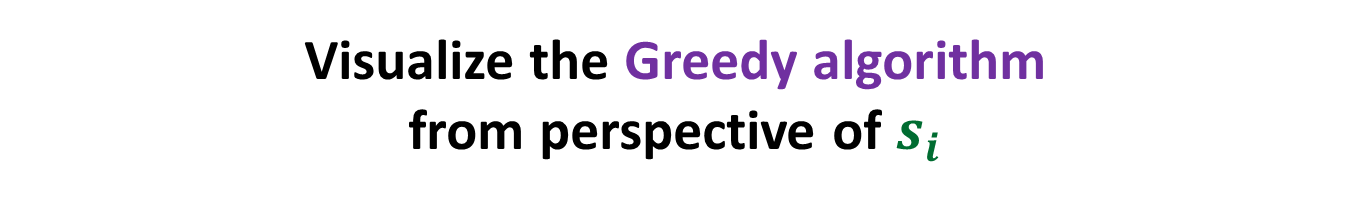 Visualize the Greedy algorithm
from perspective of sᵢ